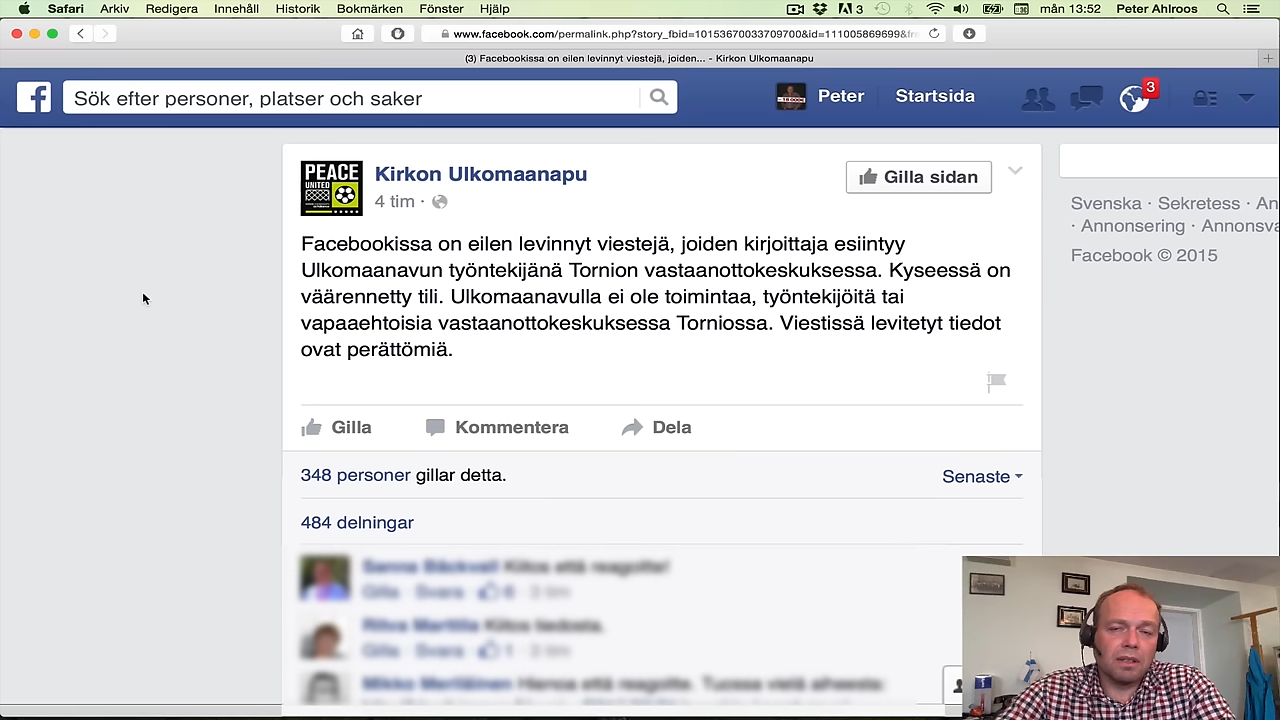 Safari Arkiv Redigera Innehåll Historik Bokmärken Fönster Hjälp 3 mån 13:52 Peter Ahlroos
www.facebook.com/permalink.php?story_fbid=10153670033709700&id=111005869699&fr
(3) Facebookissa on eilen levinnyt viestejä, joiden... - Kirkon Ulkomaanapu
Sök efter personer, platser och saker
Peter Startsida 3
PEACE
UNITED
Kirkon Ulkomaanapu
4 tim ·
Gilla sidan
Facebookissa on eilen levinnyt viestejä, joiden kirjoittaja esiintyy
Ulkomaanavun työntekijänä Tornion vastaanottokeskuksessa. Kyseessä on
väärennetty tili. Ulkomaanavulla ei ole toimintaa, työntekijöitä tai
vapaaehtoisia vastaanottokeskuksessa Torniossa. Viestissä levitetyt tiedot
ovat perättömiä.
Gilla Kommentera Dela
348 personer gillar detta.
Senaste
484 delningar
Svenska · Sekretess · An
· Annonsering · Annonsva
Facebook © 2015